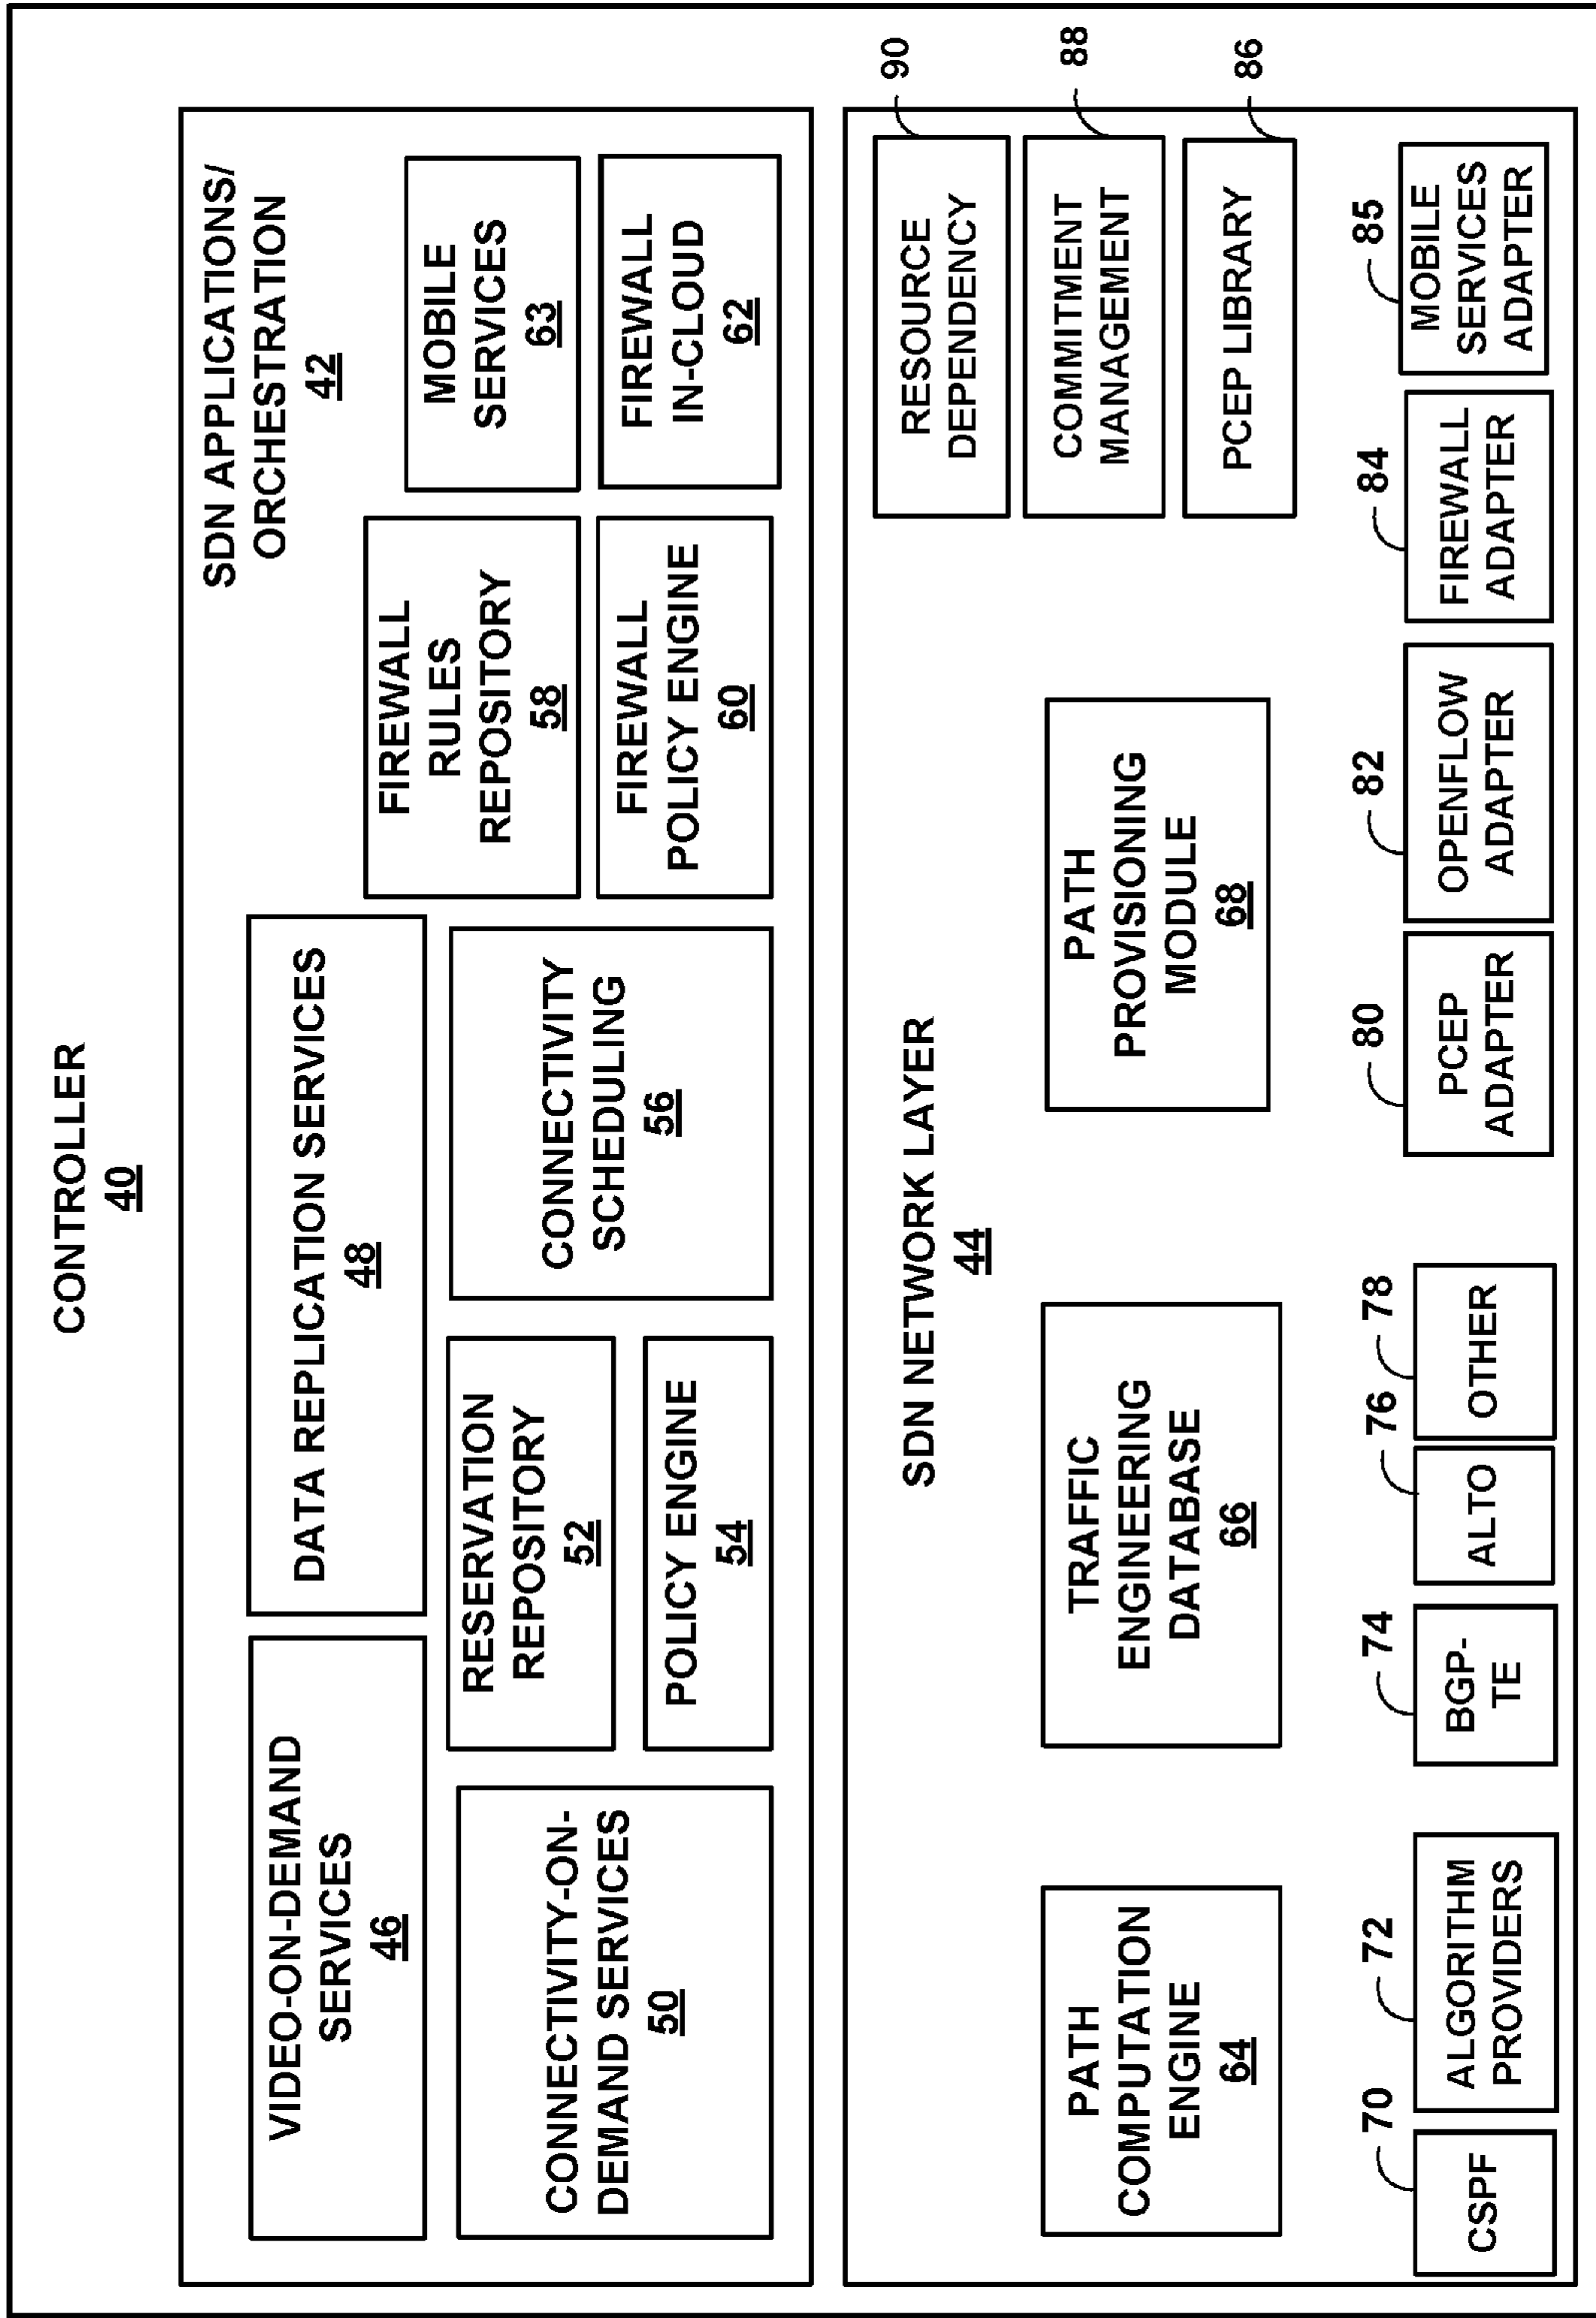 CONTROLLER
40
SDN APPLICATIONS/
ORCHESTRATION
42
VIDEO-ON-DEMAND
SERVICES
46
DATA REPLICATION SERVICES
48
CONNECTIVITY-ON-
DEMAND SERVICES
50
RESERVATION
REPOSITORY
52
POLICY ENGINE
54
CONNECTIVITY
SCHEDULING
56
FIREWALL
RULES
REPOSITORY
58
FIREWALL
POLICY ENGINE
60
MOBILE
SERVICES
63
FIREWALL
IN-CLOUD
62
SDN NETWORK LAYER
44
PATH
COMPUTATION
ENGINE
64
TRAFFIC
ENGINEERING
DATABASE
66
PATH
PROVISIONING
MODULE
68
RESOURCE
DEPENDENCY
90
COMMITMENT
MANAGEMENT
88
PCEP LIBRARY
86
70
CSPF
72
ALGORITHM
PROVIDERS
74
BGP-
TE
76
ALTO
78
OTHER
80
PCEP
ADAPTER
82
OPENFLOW
ADAPTER
84
FIREWALL
ADAPTER
85
MOBILE
SERVICES
ADAPTER